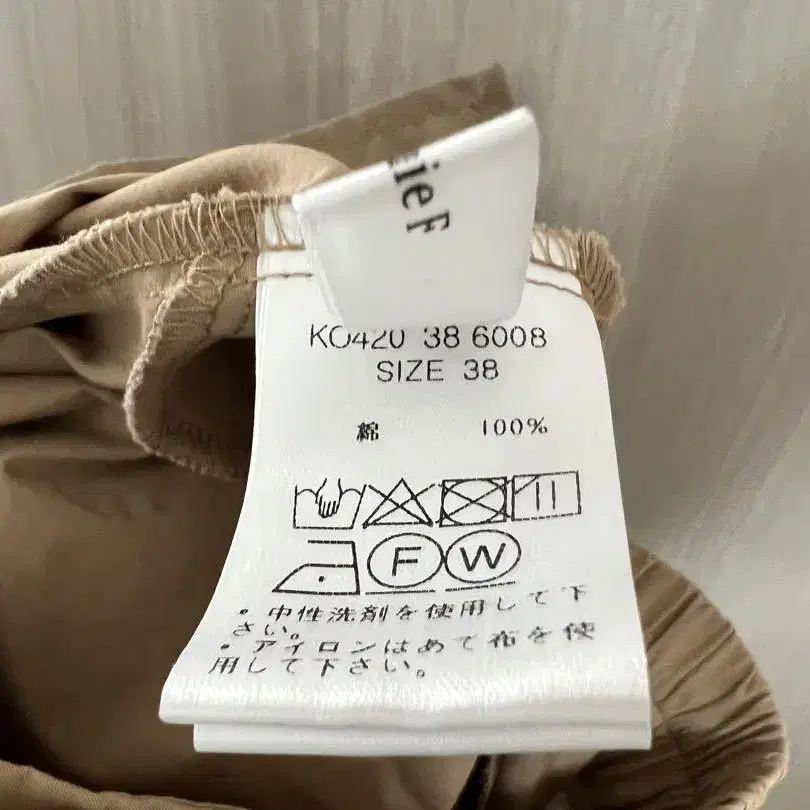 ie F
KO420 38 6008
SIZE 38
綿 100%
F W
・中性洗剤を使用して下
さい。
・アイロンはあて布を使
用して下さい。